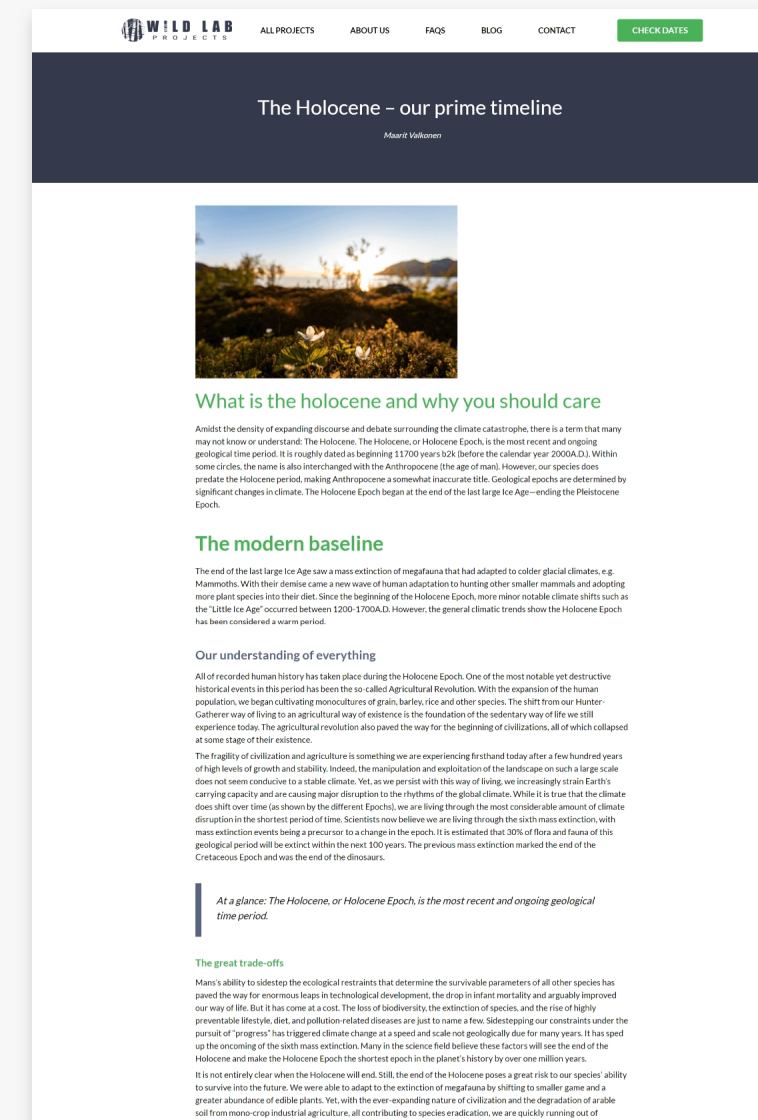 WILD LAB
PROJECTS
ALL PROJECTS
ABOUT US
FAQS
BLOG
CONTACT
CHECK DATES
The Holocene – our prime timeline
Maarit Valkonen
What is the holocene and why you should care
Amidst the density of expanding discourse and debate surrounding the climate catastrophe, there is a term that many
may not know or understand: The Holocene. The Holocene, or Holocene Epoch, is the most recent and ongoing
geological time period. It is roughly dated as beginning 11700 years b2k (before the calendar year 2000A.D.). Within
some circles, the name is also interchanged with the Anthropocene (the age of man). However, our species does
predate the Holocene period, making Anthropocene a somewhat inaccurate title. Geological epochs are determined by
significant changes in climate. The Holocene Epoch began at the end of the last large Ice Age—ending the Pleistocene
Epoch.
The modern baseline
The end of the last large Ice Age saw a mass extinction of megafauna that had adapted to colder glacial climates, e.g.
Mammoths. With their demise came a new wave of human adaptation to hunting other smaller mammals and adopting
more plant species into their diet. Since the beginning of the Holocene Epoch, more minor notable climate shifts such as
the “Little Ice Age” occurred between 1200-1700A.D. However, the general climatic trends show the Holocene Epoch
has been considered a warm period.
Our understanding of everything
All of recorded human history has taken place during the Holocene Epoch. One of the most notable yet destructive
historical events in this period has been the so-called Agricultural Revolution. With the expansion of the human
population, we began cultivating monocultures of grain, barley, rice and other species. The shift from our Hunter-
Gatherer way of living to an agricultural way of existence is the foundation of the sedentary way of life we still
experience today. The agricultural revolution also paved the way for the beginning of civilizations, all of which collapsed
at some stage of their existence.
The fragility of civilization and agriculture is something we are experiencing firsthand today after a few hundred years
of high levels of growth and stability. Indeed, the manipulation and exploitation of the landscape on such a large scale
does not seem conducive to a stable climate. Yet, as we persist with this way of living, we increasingly strain Earth’s
carrying capacity and are causing major disruption to the rhythms of the global climate. While it is true that the climate
does shift over time (as shown by the different Epochs), we are living through the most considerable amount of climate
disruption in the shortest period of time. Scientists now believe we are living through the sixth mass extinction, with
mass extinction events being a precursor to a change in the epoch. It is estimated that 30% of flora and fauna of this
geological period will be extinct within the next 100 years. The previous mass extinction marked the end of the
Cretaceous Epoch and was the end of the dinosaurs.
At a glance: The Holocene, or Holocene Epoch, is the most recent and ongoing geological
time period.
The great trade-offs
Mans’s ability to sidestep the ecological restraints that determine the survivable parameters of all other species has
paved the way for enormous leaps in technological development, the drop in infant mortality and arguably improved
our way of life. But it has come at a cost. The loss of biodiversity, the extinction of species, and the rise of highly
preventable lifestyle, diet, and pollution-related diseases are just to name a few. Sidestepping our constraints under the
pursuit of “progress” has triggered climate change at a speed and scale not geologically due for many years. It has sped
up the oncoming of the sixth mass extinction. Many in the science field believe these factors will see the end of the
Holocene and make the Holocene Epoch the shortest epoch in the planet’s history by over one million years.
It is not entirely clear when the Holocene will end. Still, the end of the Holocene poses a great risk to our species’ ability
to survive into the future. We were able to adapt to the extinction of megafauna by shifting to smaller game and a
greater abundance of edible plants. Yet, with the ever-expanding nature of civilization and the degradation of arable
soil from mono-crop industrial agriculture, all contributing to species eradication, we are quickly running out of